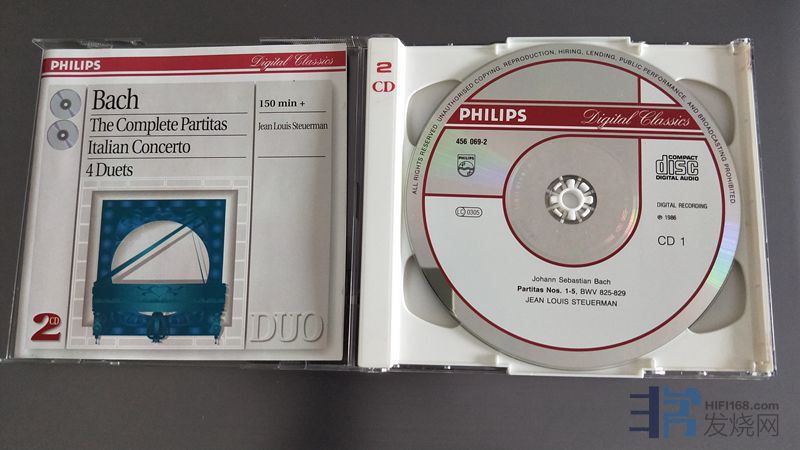 PHILIPS
Digital Classics
Bach
150 min +
The Complete Partitas
Jean Louis Steuerman
Italian Concerto
4 Duets
2 CD
DUO
2
CD
ALL RIGHTS RESERVED. UNAUTHORISED COPYING, REPRODUCTION, HIRING, LENDING, PUBLIC PERFORMANCE AND BROADCASTING PROHIBITED.
PHILIPS
Digital Classics
456 069-2
PHILIPS
COMPACT
disc
DIGITAL AUDIO
LC 0305
DIGITAL RECORDING
℗ 1986
CD 1
Johann Sebastian Bach
Partitas Nos. 1-5, BWV 825-829
JEAN LOUIS STEUERMAN
HIFI168.com
发烧网